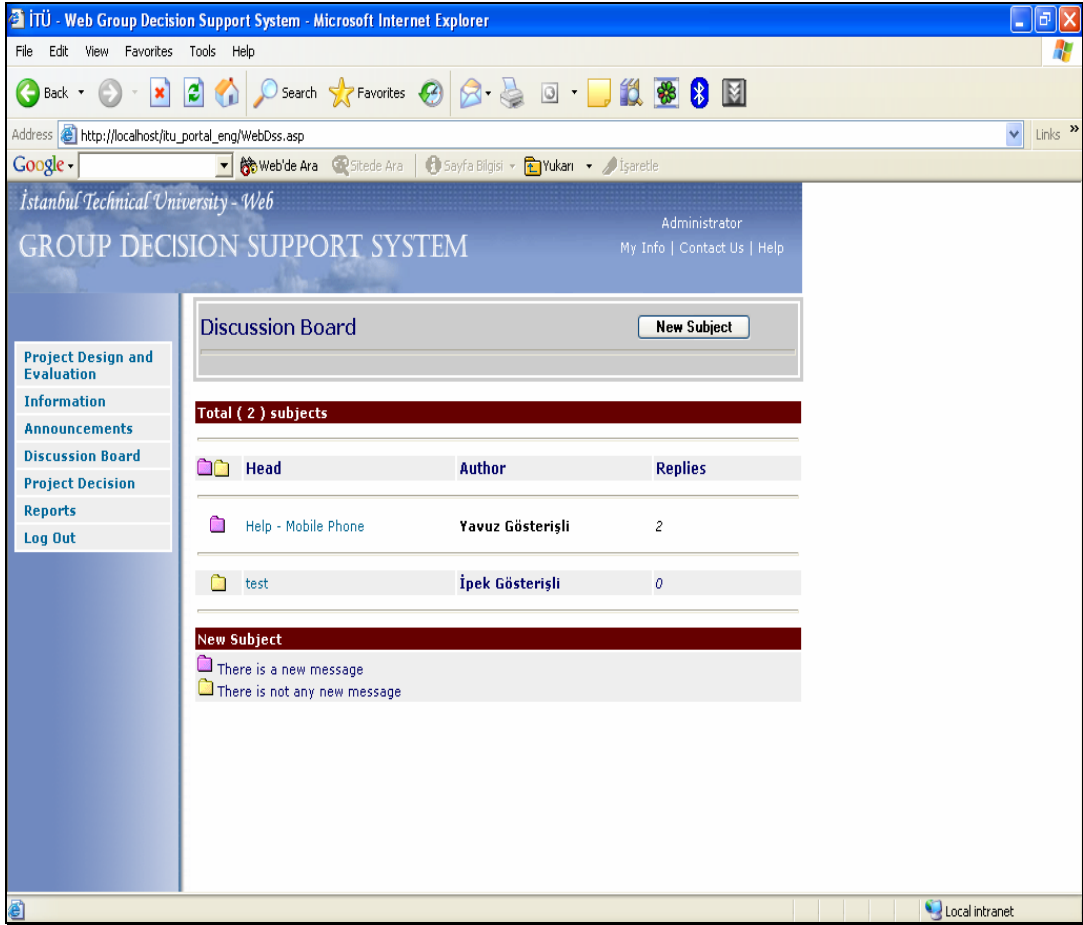 İTÜ - Web Group Decision Support System - Microsoft Internet Explorer
File Edit View Favorites Tools Help
Back Search Favorites
Address http://localhost/itu_portal_eng/WebDss.asp Links »
Google Web'de Ara Sitede Ara Sayfa Bilgisi Yukarı İşaretle
İstanbul Technical University - Web
GROUP DECISION SUPPORT SYSTEM
Administrator
My Info | Contact Us | Help
Discussion Board New Subject
Project Design and
Evaluation
Information
Announcements
Discussion Board
Project Decision
Reports
Log Out
Total ( 2 ) subjects
Head Author Replies
Help - Mobile Phone Yavuz Gösterişli 2
test İpek Gösterişli 0
New Subject
There is a new message
There is not any new message
Local intranet